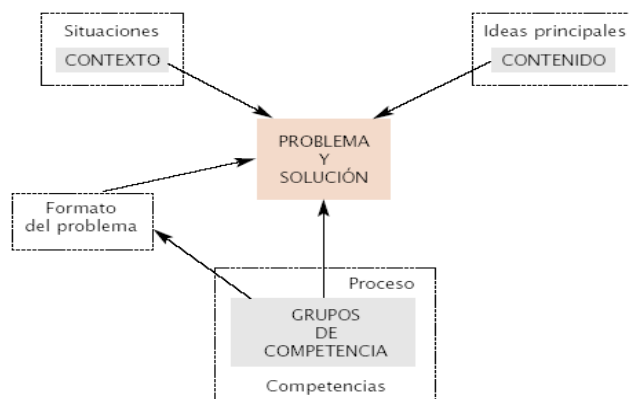 Situaciones
CONTEXTO
Ideas principales
CONTENIDO
PROBLEMA
Y
SOLUCIÓN
Formato
del problema
Proceso
GRUPOS
DE
COMPETENCIA
Competencias